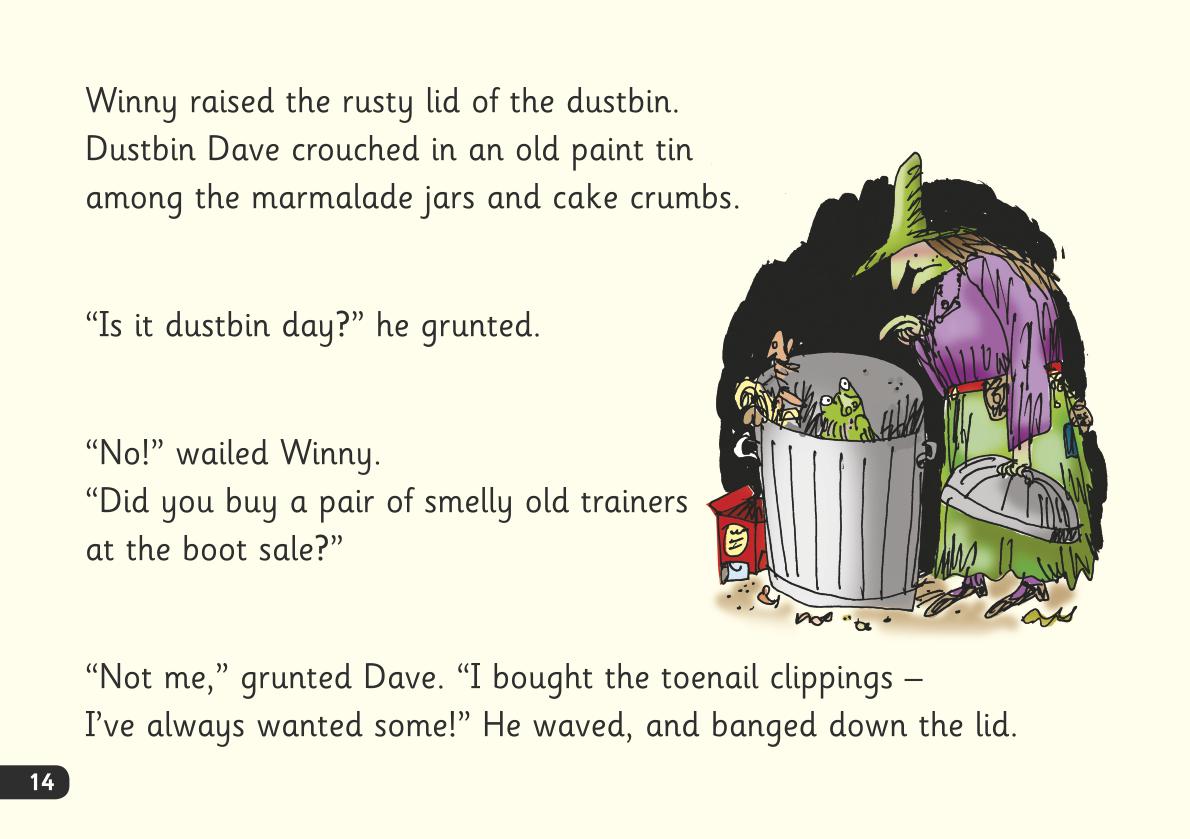 Winny raised the rusty lid of the dustbin.
Dustbin Dave crouched in an old paint tin
among the marmalade jars and cake crumbs.
“Is it dustbin day?” he grunted.
“No!” wailed Winny.
“Did you buy a pair of smelly old trainers
at the boot sale?”
“Not me,” grunted Dave. “I bought the toenail clippings –
I’ve always wanted some!” He waved, and banged down the lid.
14